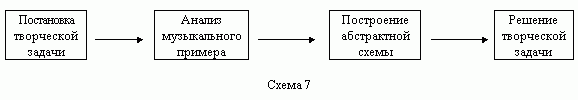 Постановка
творческой
задачи
Анализ
музыкального
примера
Построение
абстрактной
схемы
Решение
творческой
задачи
Схема 7